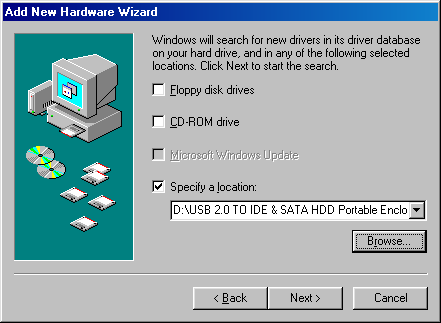 Add New Hardware Wizard
Windows will search for new drivers in its driver database
on your hard drive, and in any of the following selected
locations. Click Next to start the search.
Floppy disk drives
CD-ROM drive
Microsoft Windows Update
Specify a location:
D:\USB 2.0 TO IDE & SATA HDD Portable Enclo
Browse...
< Back
Next >
Cancel